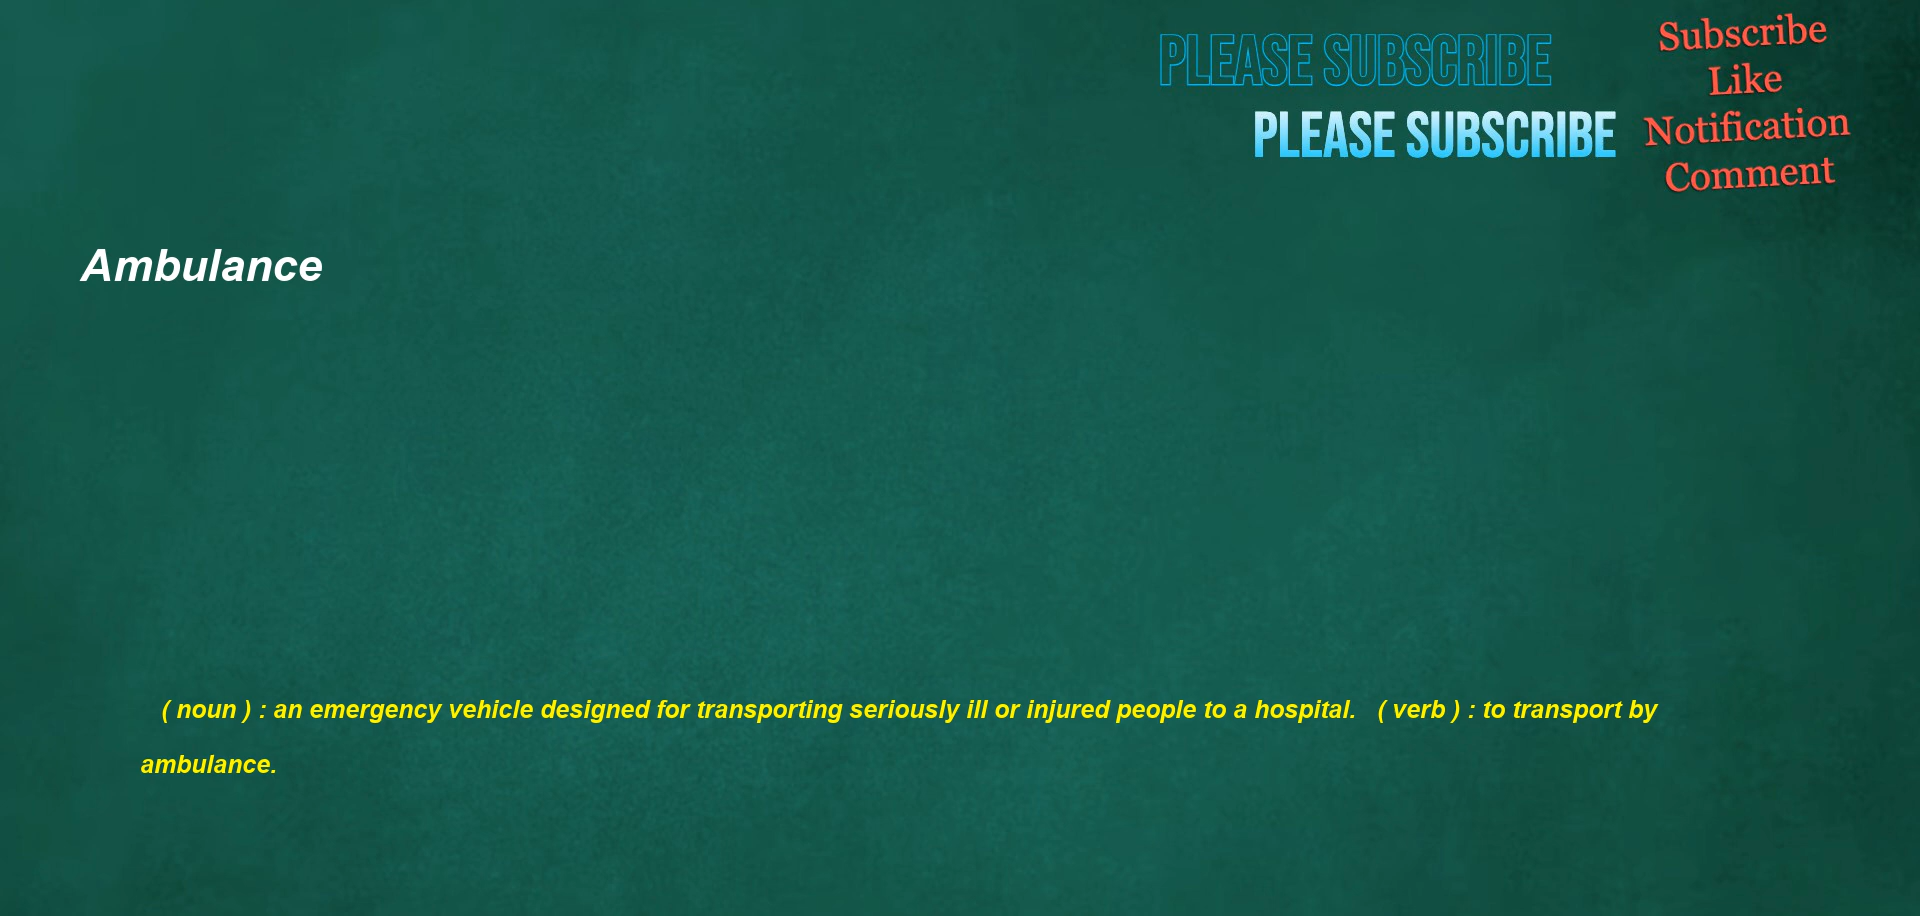 PLEASE SUBSCRIBE
PLEASE SUBSCRIBE
Subscribe
Like
Notification
Comment
Ambulance
( noun ) : an emergency vehicle designed for transporting seriously ill or injured people to a hospital. ( verb ) : to transport by
ambulance.